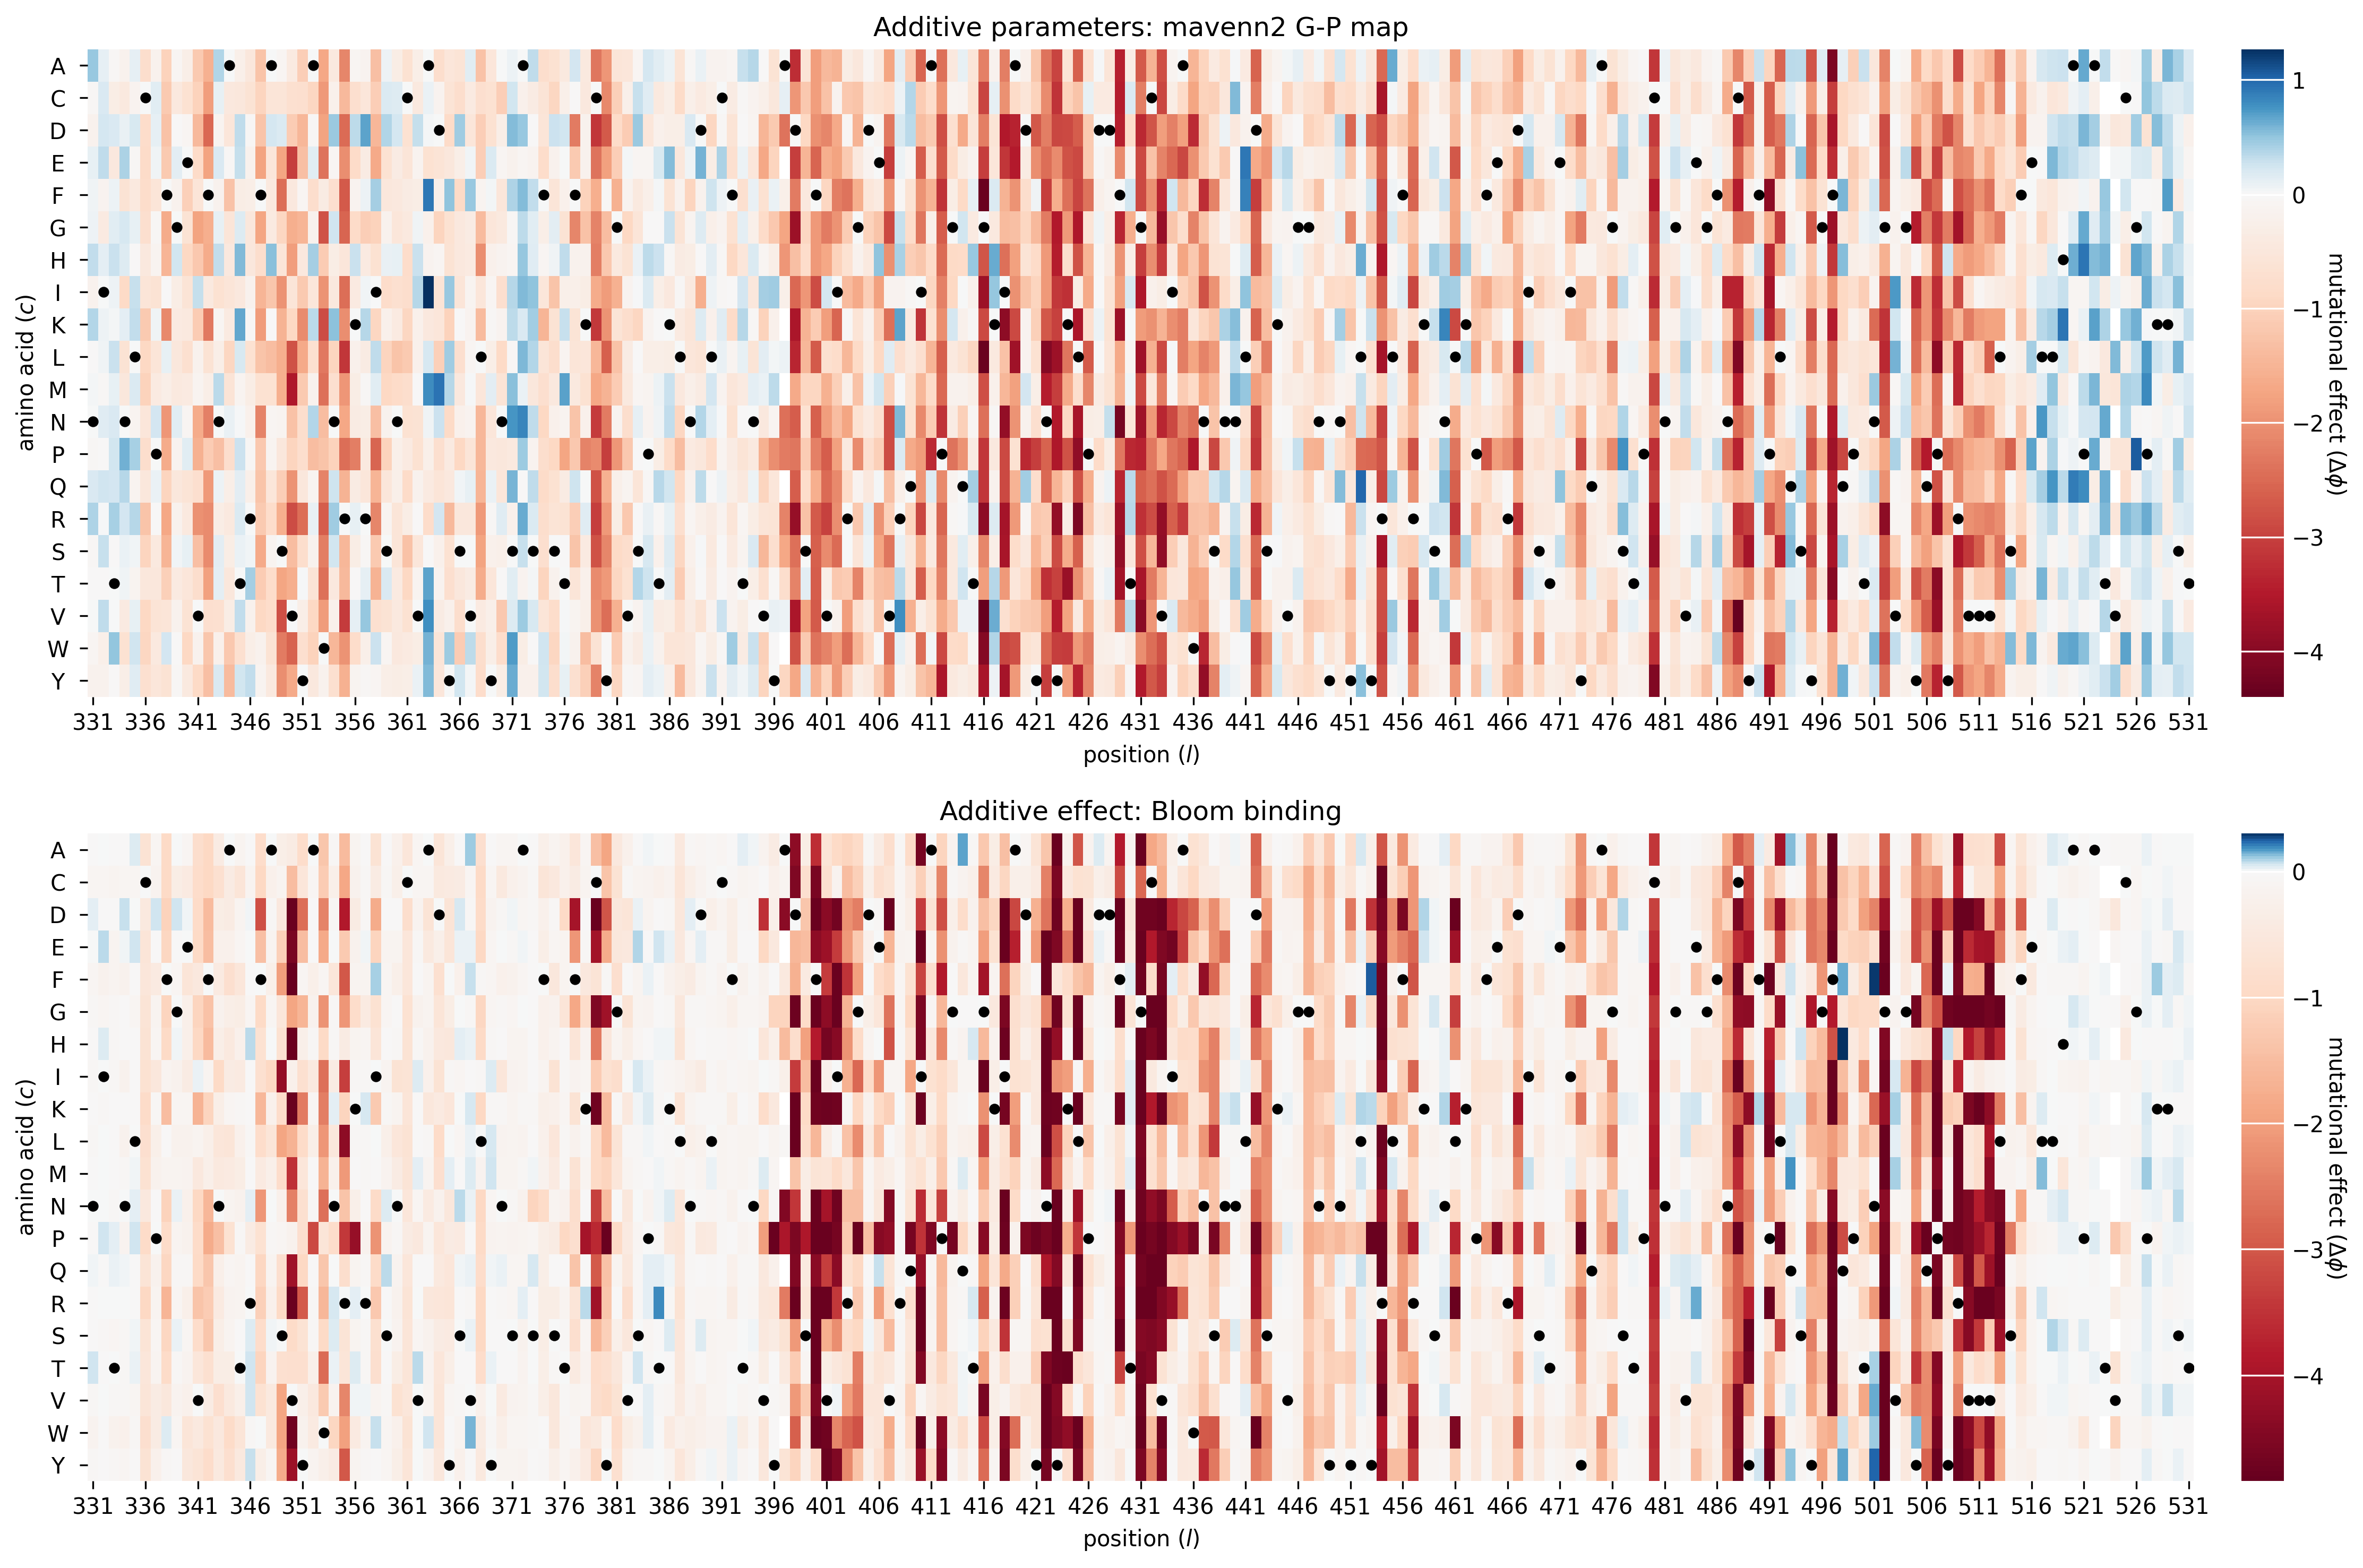 Additive parameters: mavenn2 G-P map
A
C
D
E
F
G
H
I
K
L
M
N
P
Q
R
S
T
V
W
Y
amino acid (c)
331 336 341 346 351 356 361 366 371 376 381 386 391 396 401 406 411 416 421 426 431 436 441 446 451 456 461 466 471 476 481 486 491 496 501 506 511 516 521 526 531
position (l)
1
0
−1
−2
−3
−4
mutational effect (Δϕ)
Additive effect: Bloom binding
A
C
D
E
F
G
H
I
K
L
M
N
P
Q
R
S
T
V
W
Y
amino acid (c)
331 336 341 346 351 356 361 366 371 376 381 386 391 396 401 406 411 416 421 426 431 436 441 446 451 456 461 466 471 476 481 486 491 496 501 506 511 516 521 526 531
position (l)
0
−1
−2
−3
−4
mutational effect (Δϕ)